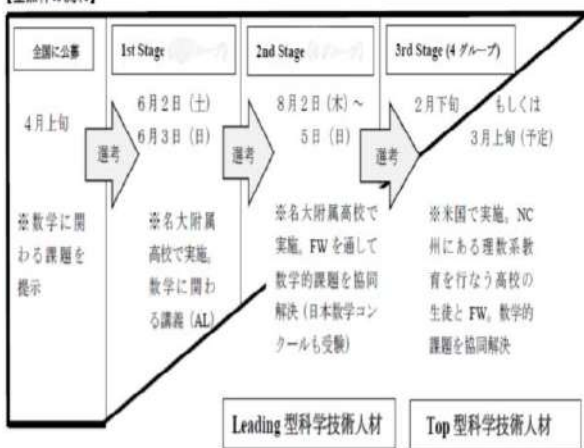 全国に公募
4月上旬
※数学に関
わる課題を
提示
選考
1st Stage
6月2日（土）
6月3日（日）
※名大附属
高校で実施。
数学に関わ
る講義（AL）
選考
2nd Stage
8月2日（木）～
5日（日）
※名大附属高校で
実施。FWを通して
数学的課題を協同
解決（日本数学コン
クールも受験）
選考
3rd Stage (4 グループ)
2月下旬 もしくは
3月上旬（予定）
※米国で実施。NC
州にある理数系教
育を行なう高校の
生徒と FW。数学的
課題を協同解決
Leading 型科学技術人材
Top 型科学技術人材